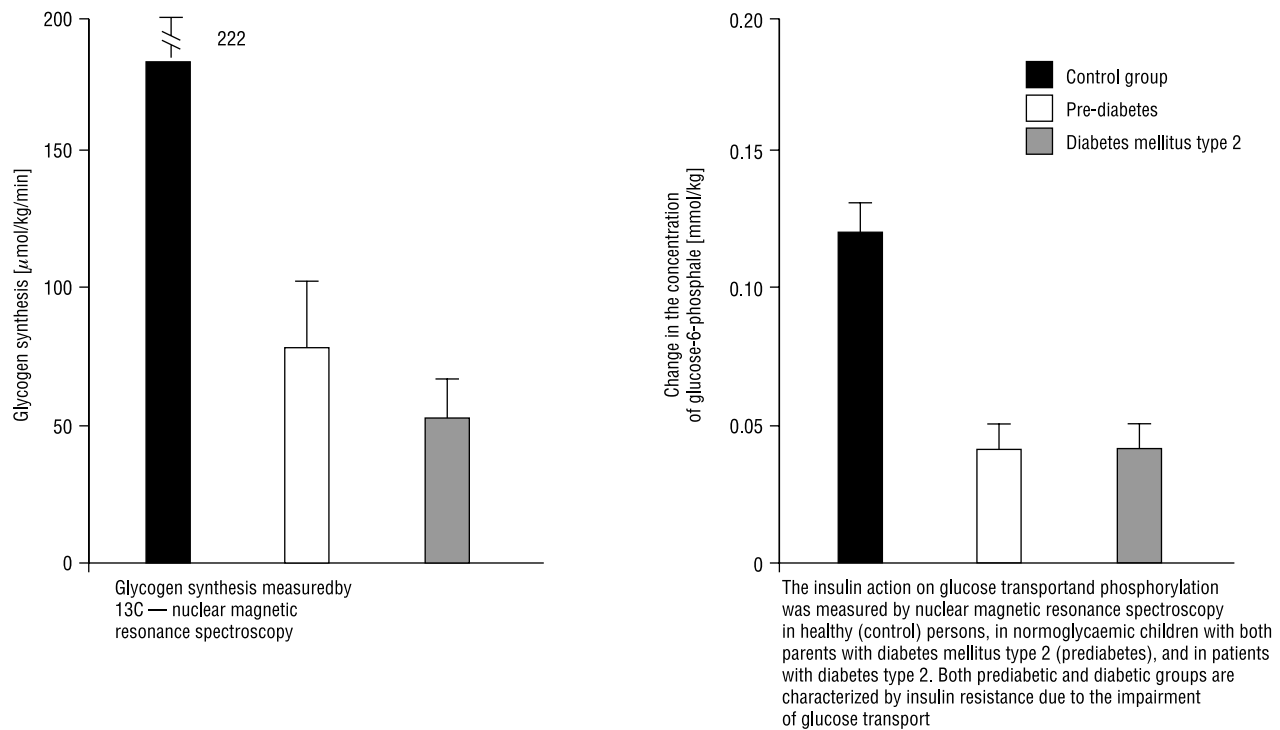 Glycogen synthesis [µmol/kg/min]
200
150
100
50
0
222
Glycogen synthesis measuredby
13C — nuclear magnetic
resonance spectroscopy
Change in the concentration
of glucose-6-phosphale [mmol/kg]
0.20
0.15
0.10
0.05
0
Control group
Pre-diabetes
Diabetes mellitus type 2
The insulin action on glucose transportand phosphorylation
was measured by nuclear magnetic resonance spectroscopy
in healthy (control) persons, in normoglycaemic children with both
parents with diabetes mellitus type 2 (prediabetes), and in patients
with diabetes type 2. Both prediabetic and diabetic groups are
characterized by insulin resistance due to the impairment
of glucose transport